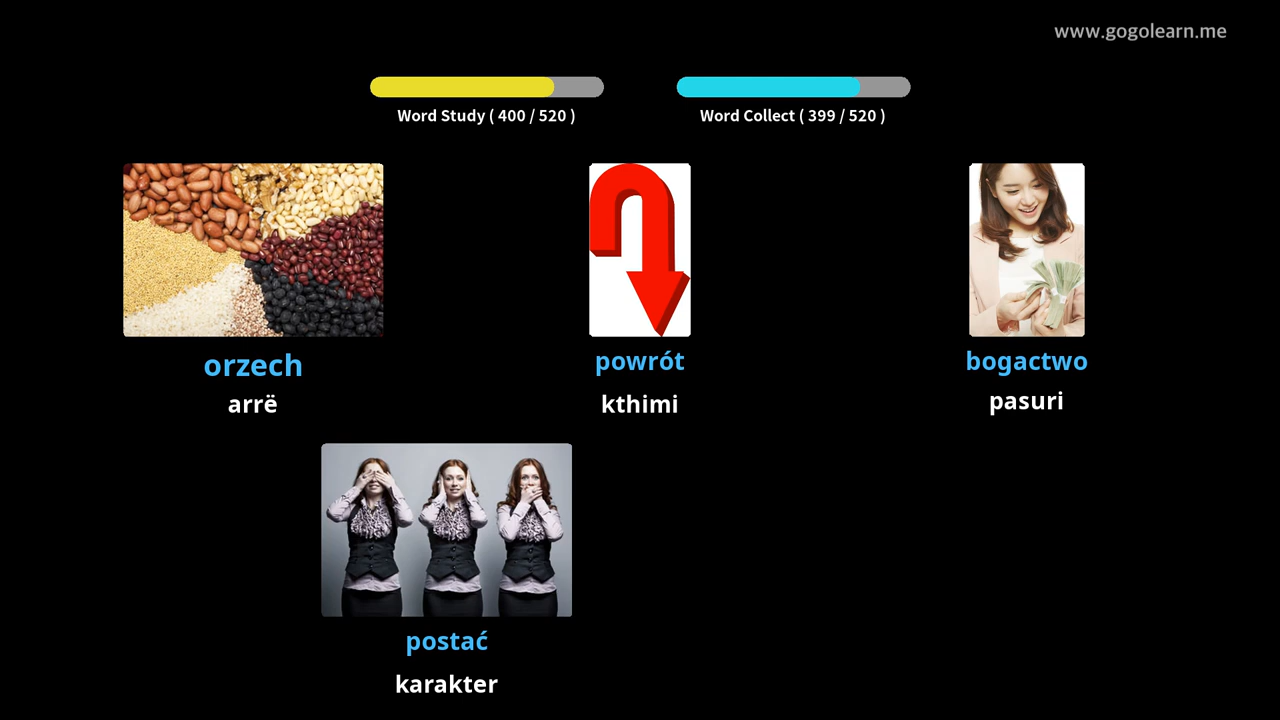 www.gogolearn.me
Word Study ( 400 / 520 )
Word Collect ( 399 / 520 )
orzech
arrë
powrót
kthimi
bogactwo
pasuri
postać
karakter